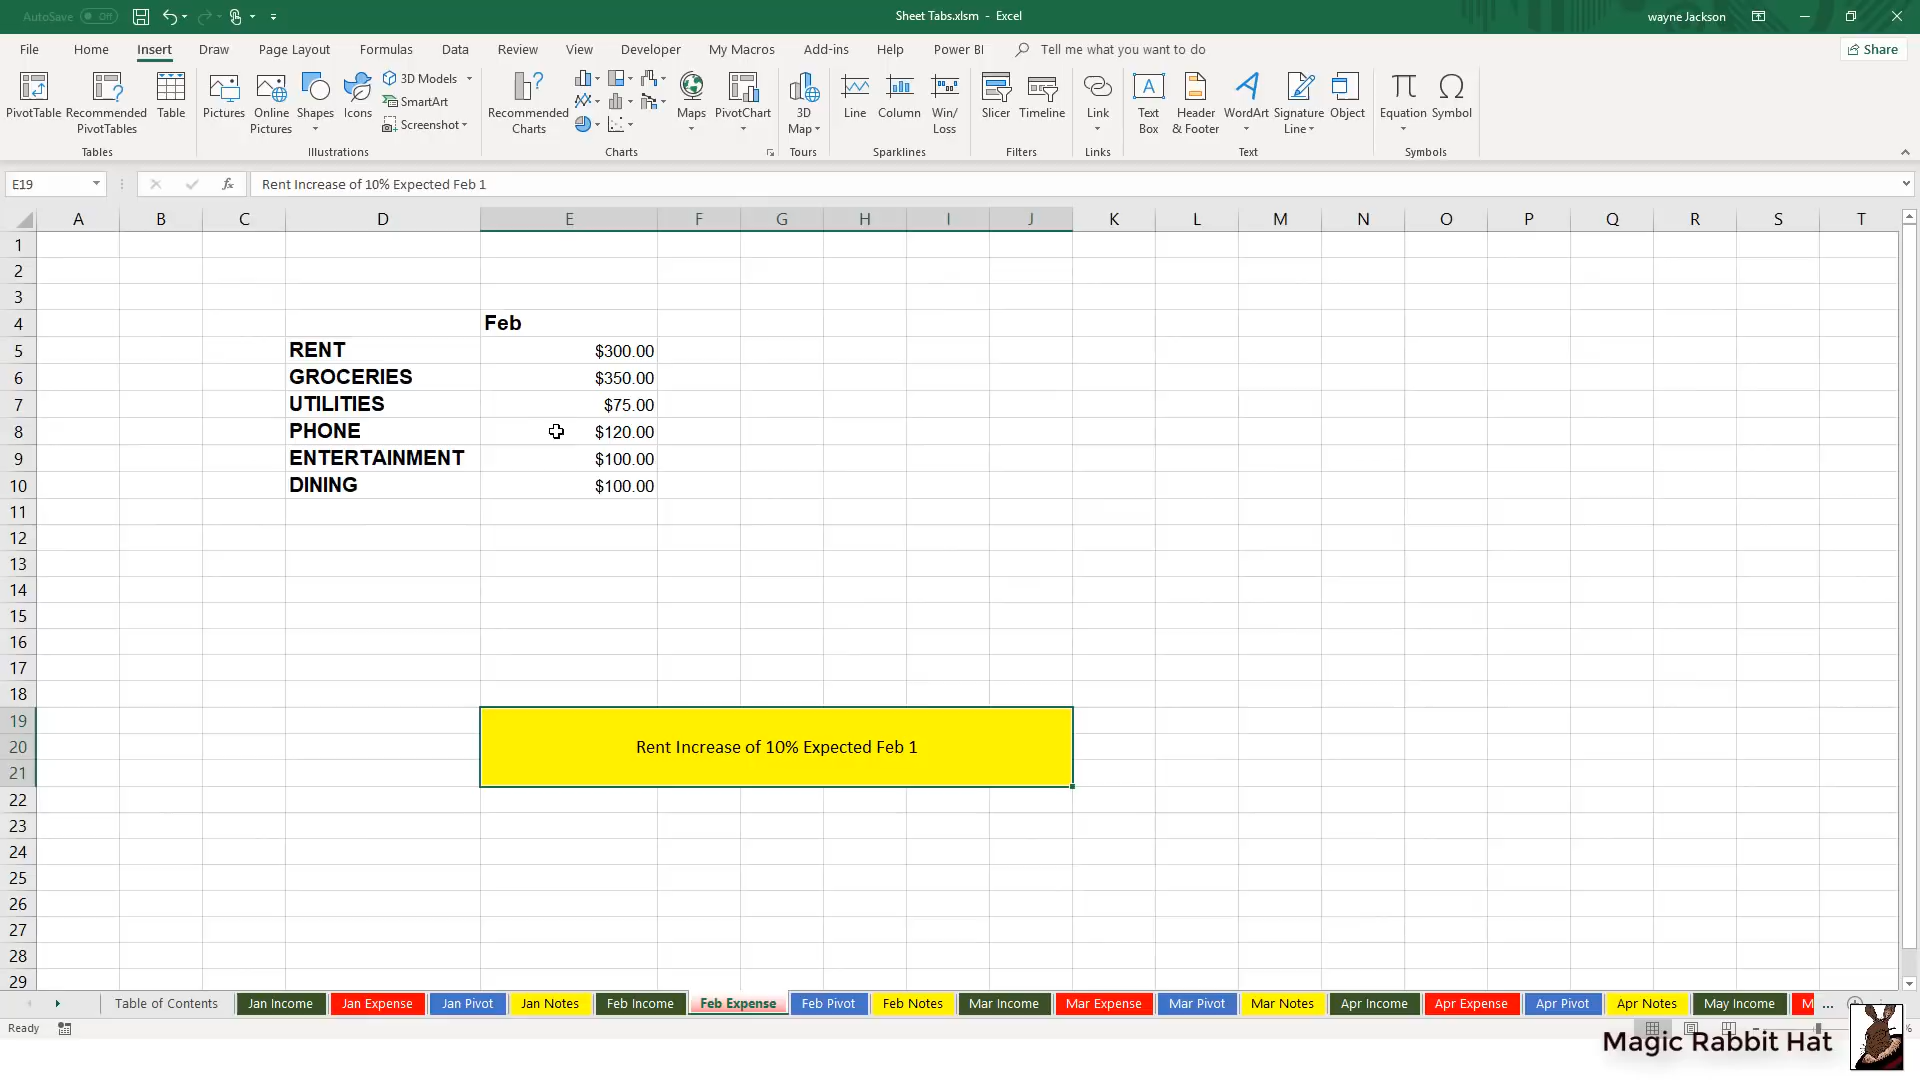 AutoSave Off
Sheet Tabs.xlsm - Excel
wayne Jackson
File Home Insert Draw Page Layout Formulas Data Review View Developer My Macros Add-ins Help Power BI Tell me what you want to do Share
PivotTable
Recommended PivotTables
Table
Tables
Pictures
Online Pictures
Shapes
Icons
3D Models
SmartArt
Screenshot
Illustrations
Recommended Charts
Maps
PivotChart
Charts
3D Map
Tours
Line
Column
Win/Loss
Sparklines
Slicer
Timeline
Filters
Link
Links
Text Box
Header & Footer
WordArt
Signature Line
Object
Text
Equation
Symbol
Symbols
E19 fx Rent Increase of 10% Expected Feb 1
A B C D E F G H I J K L M N O P Q R S T
1
2
3
4 Feb
5 RENT $300.00
6 GROCERIES $350.00
7 UTILITIES $75.00
8 PHONE $120.00
9 ENTERTAINMENT $100.00
10 DINING $100.00
11
12
13
14
15
16
17
18
19
20 Rent Increase of 10% Expected Feb 1
21
22
23
24
25
26
27
28
29
Table of Contents Jan Income Jan Expense Jan Pivot Jan Notes Feb Income Feb Expense Feb Pivot Feb Notes Mar Income Mar Expense Mar Pivot Mar Notes Apr Income Apr Expense Apr Pivot Apr Notes May Income M ...
Ready
Magic Rabbit Hat
%